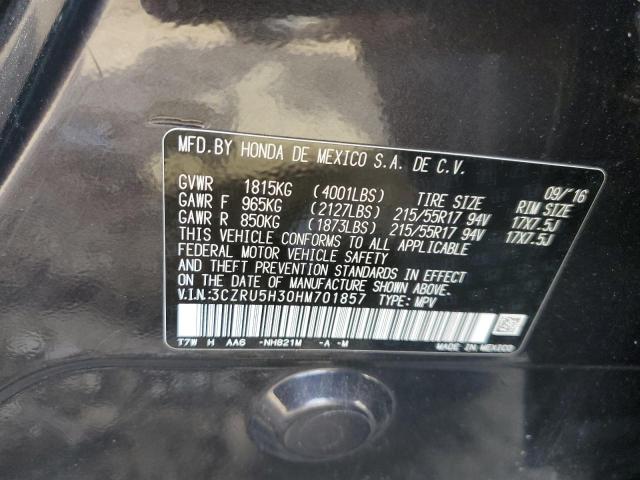 MFD.BY HONDA DE MEXICO S.A. DE C.V.
09/'16
GVWR 1815KG (4001LBS) TIRE SIZE RIM SIZE
GAWR F 965KG (2127LBS) 215/55R17 94V 17X7.5J
GAWR R 850KG (1873LBS) 215/55R17 94V 17X7.5J
THIS VEHICLE CONFORMS TO ALL APPLICABLE
FEDERAL MOTOR VEHICLE SAFETY
AND THEFT PREVENTION STANDARDS IN EFFECT
ON THE DATE OF MANUFACTURE SHOWN ABOVE.
V.I.N.:3CZRU5H30HM701857 TYPE: MPV
T7W H AA6 -NH821M -A -M MADE IN MEXICO